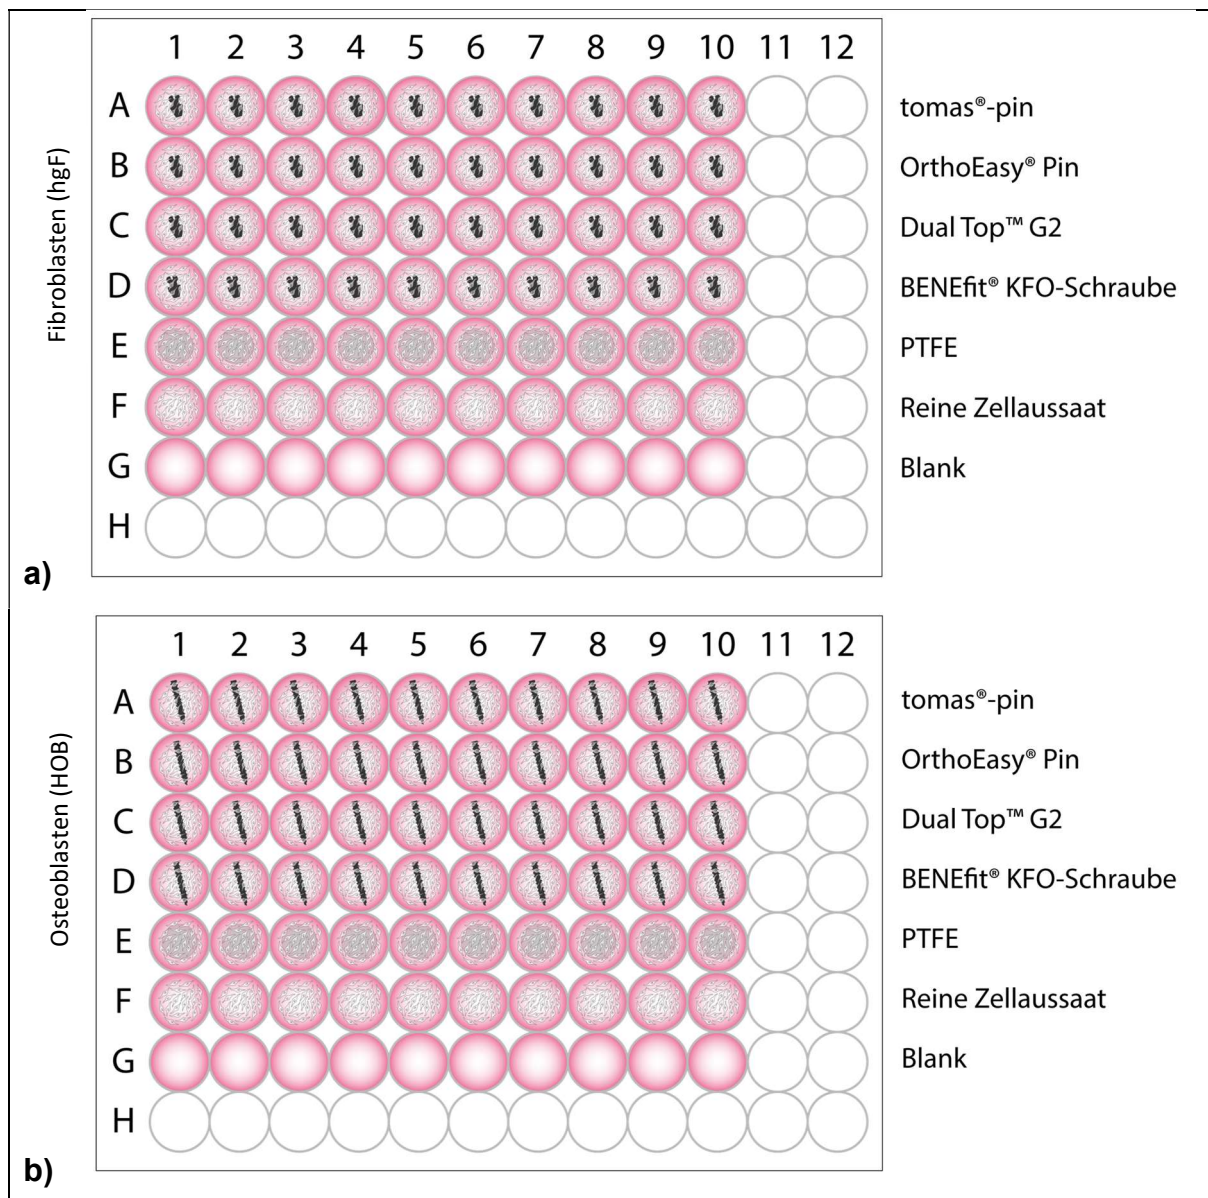 1 2 3 4 5 6 7 8 9 10 11 12
Fibroblasten (hgF)
A tomas®-pin
B OrthoEasy® Pin
C Dual Top™ G2
D BENEfit® KFO-Schraube
E PTFE
F Reine Zellaussaat
G Blank
H
a)
1 2 3 4 5 6 7 8 9 10 11 12
Osteoblasten (HOB)
A tomas®-pin
B OrthoEasy® Pin
C Dual Top™ G2
D BENEfit® KFO-Schraube
E PTFE
F Reine Zellaussaat
G Blank
H
b)